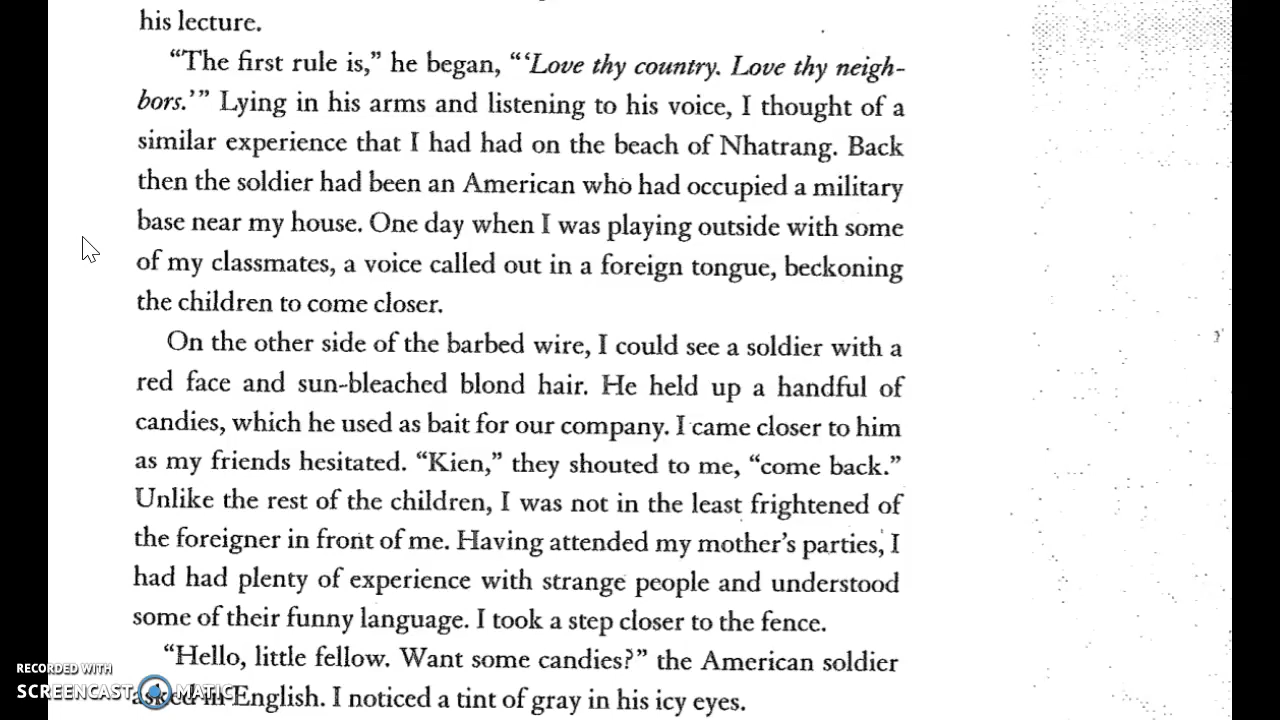 his lecture.
“The first rule is,” he began, “‘Love thy country. Love thy neigh-
bors.’” Lying in his arms and listening to his voice, I thought of a
similar experience that I had had on the beach of Nhatrang. Back
then the soldier had been an American who had occupied a military
base near my house. One day when I was playing outside with some
of my classmates, a voice called out in a foreign tongue, beckoning
the children to come closer.
On the other side of the barbed wire, I could see a soldier with a
red face and sun-bleached blond hair. He held up a handful of
candies, which he used as bait for our company. I came closer to him
as my friends hesitated. “Kien,” they shouted to me, “come back.”
Unlike the rest of the children, I was not in the least frightened of
the foreigner in front of me. Having attended my mother’s parties, I
had had plenty of experience with strange people and understood
some of their funny language. I took a step closer to the fence.
“Hello, little fellow. Want some candies?” the American soldier
asked in English. I noticed a tint of gray in his icy eyes.
RECORDED WITH
SCREENCAST MATIC